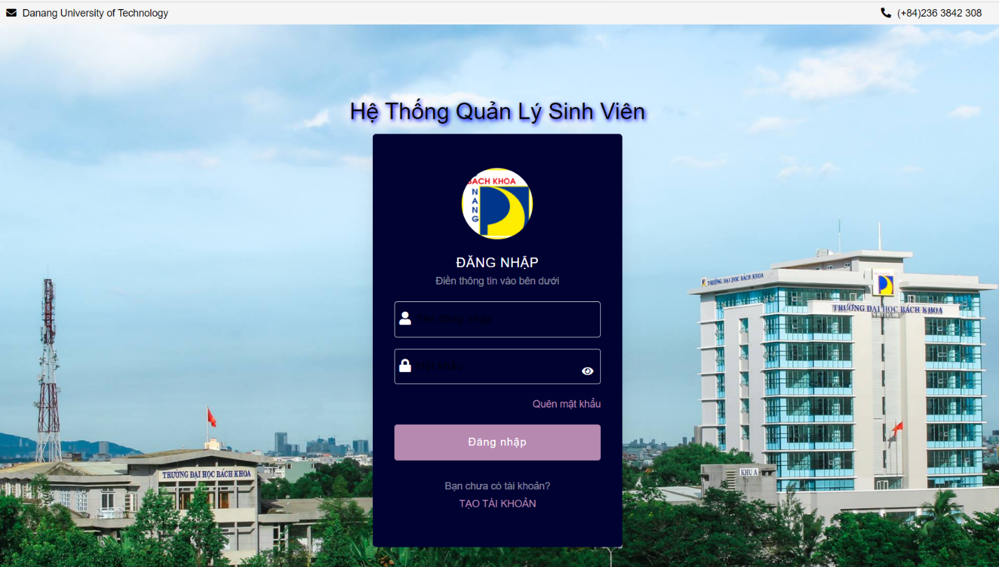 Danang University of Technology
(+84)236 3842 308
Hệ Thống Quản Lý Sinh Viên
BÁCH KHOA
NANG
ĐĂNG NHẬP
Điền thông tin vào bên dưới
Tên đăng nhập
Mật khẩu
Quên mật khẩu
Đăng nhập
Bạn chưa có tài khoản?
TẠO TÀI KHOẢN
TRƯỜNG ĐẠI HỌC BÁCH KHOA
TRƯỜNG ĐẠI HỌC BÁCH KHOA
KHU A
TRƯỜNG ĐẠI HỌC BÁCH KHOA